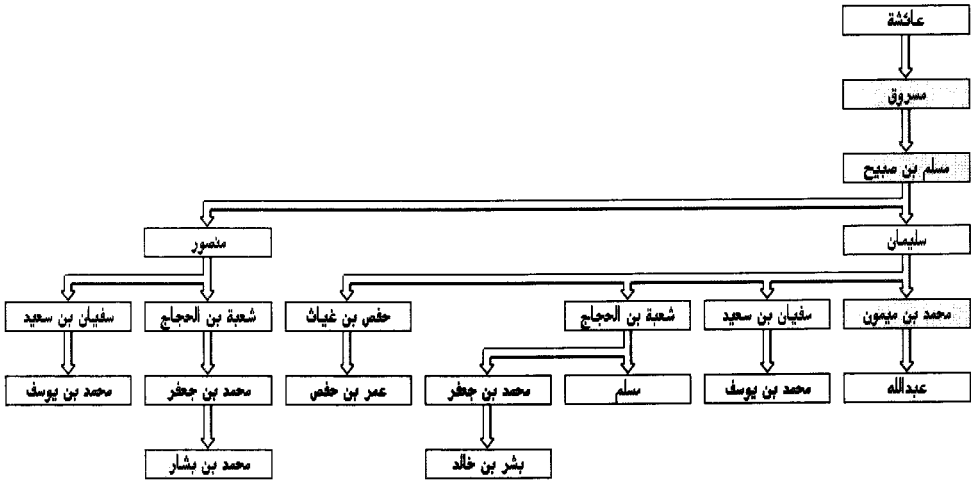 عائشة
مسروق
مسلم بن صبيح
سليمان
منصور
محمد بن ميمون
سفيان بن سعيد
شعبة بن الحجاج
حفص بن غياث
شعبة بن الحجاج
سفيان بن سعيد
عبدالله
محمد بن يوسف
مسلم
محمد بن جعفر
عمر بن حفص
محمد بن جعفر
محمد بن يوسف
بشر بن خالد
محمد بن بشار